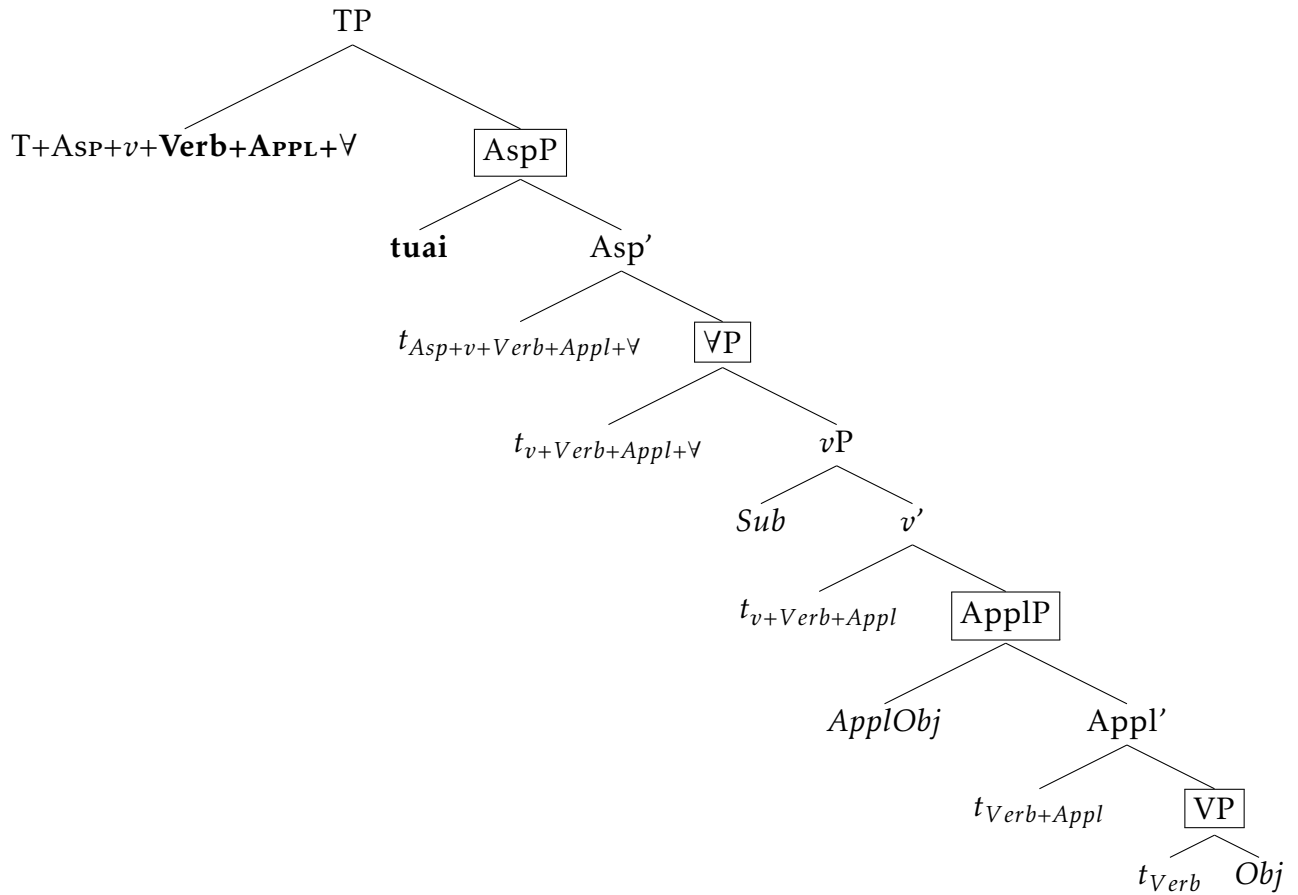 TP
T+Asp+v+Verb+Appl+∀ AspP
tuai Asp’
t_Asp+v+Verb+Appl+∀ ∀P
t_v+Verb+Appl+∀ vP
Sub v’
t_v+Verb+Appl ApplP
ApplObj Appl’
t_Verb+Appl VP
t_Verb Obj